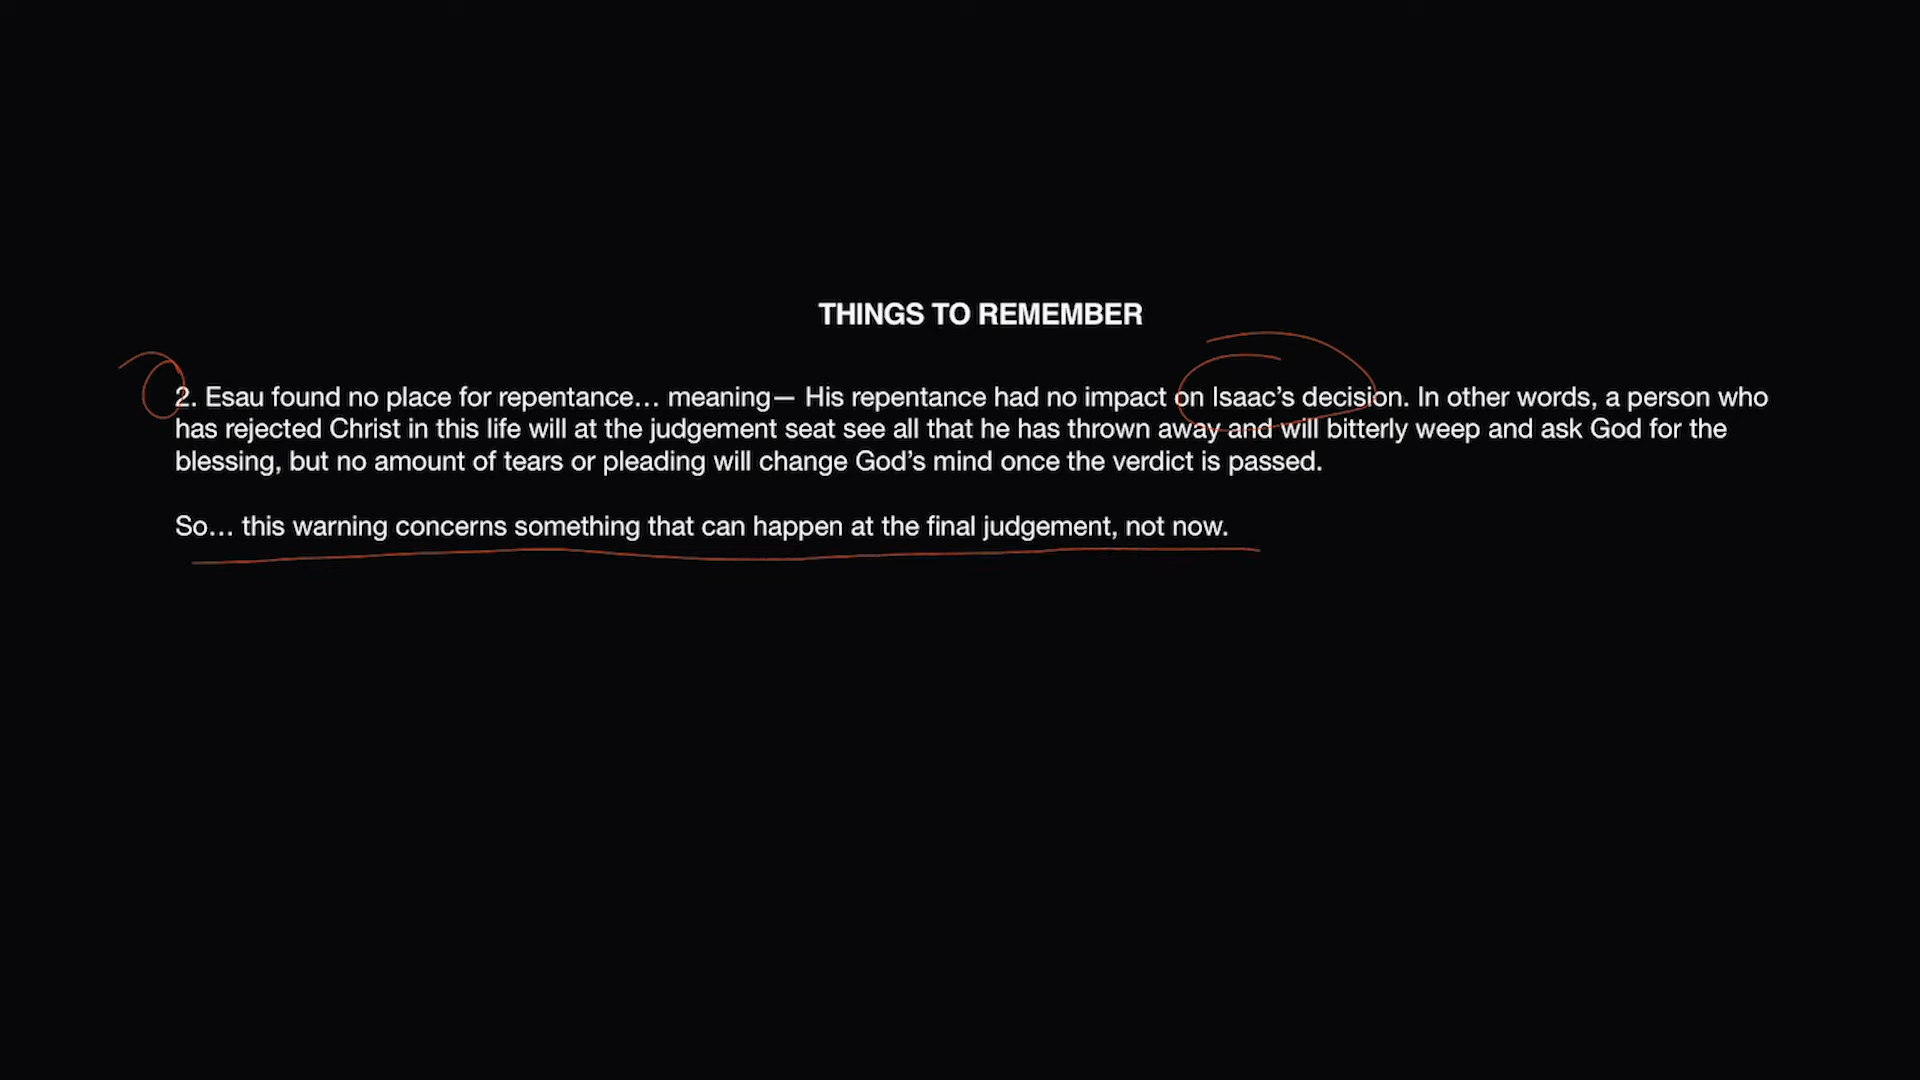 THINGS TO REMEMBER
2. Esau found no place for repentance… meaning— His repentance had no impact on Isaac’s decision. In other words, a person who
has rejected Christ in this life will at the judgement seat see all that he has thrown away and will bitterly weep and ask God for the
blessing, but no amount of tears or pleading will change God’s mind once the verdict is passed.
So… this warning concerns something that can happen at the final judgement, not now.